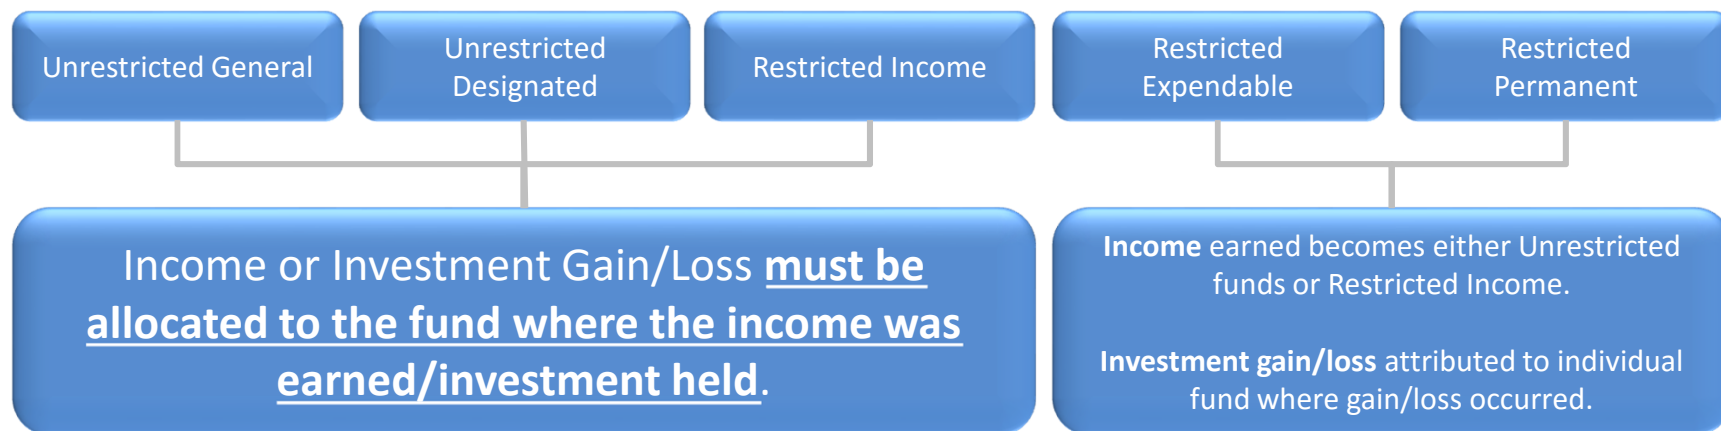 Unrestricted General
Unrestricted
Designated
Restricted Income
Restricted
Expendable
Restricted
Permanent
Income or Investment Gain/Loss must be
allocated to the fund where the income was
earned/investment held.
Income earned becomes either Unrestricted
funds or Restricted Income.
Investment gain/loss attributed to individual
fund where gain/loss occurred.